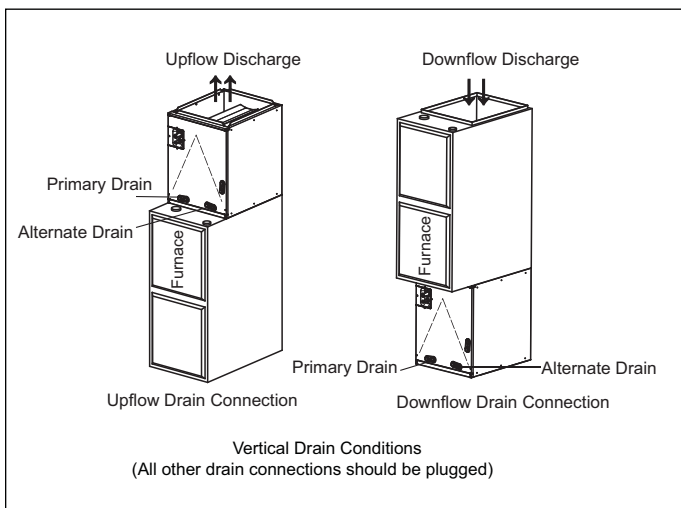 Upflow Discharge
Primary Drain
Alternate Drain
Furnace
Upflow Drain Connection
Downflow Discharge
Furnace
Primary Drain
Alternate Drain
Downflow Drain Connection
Vertical Drain Conditions
(All other drain connections should be plugged)